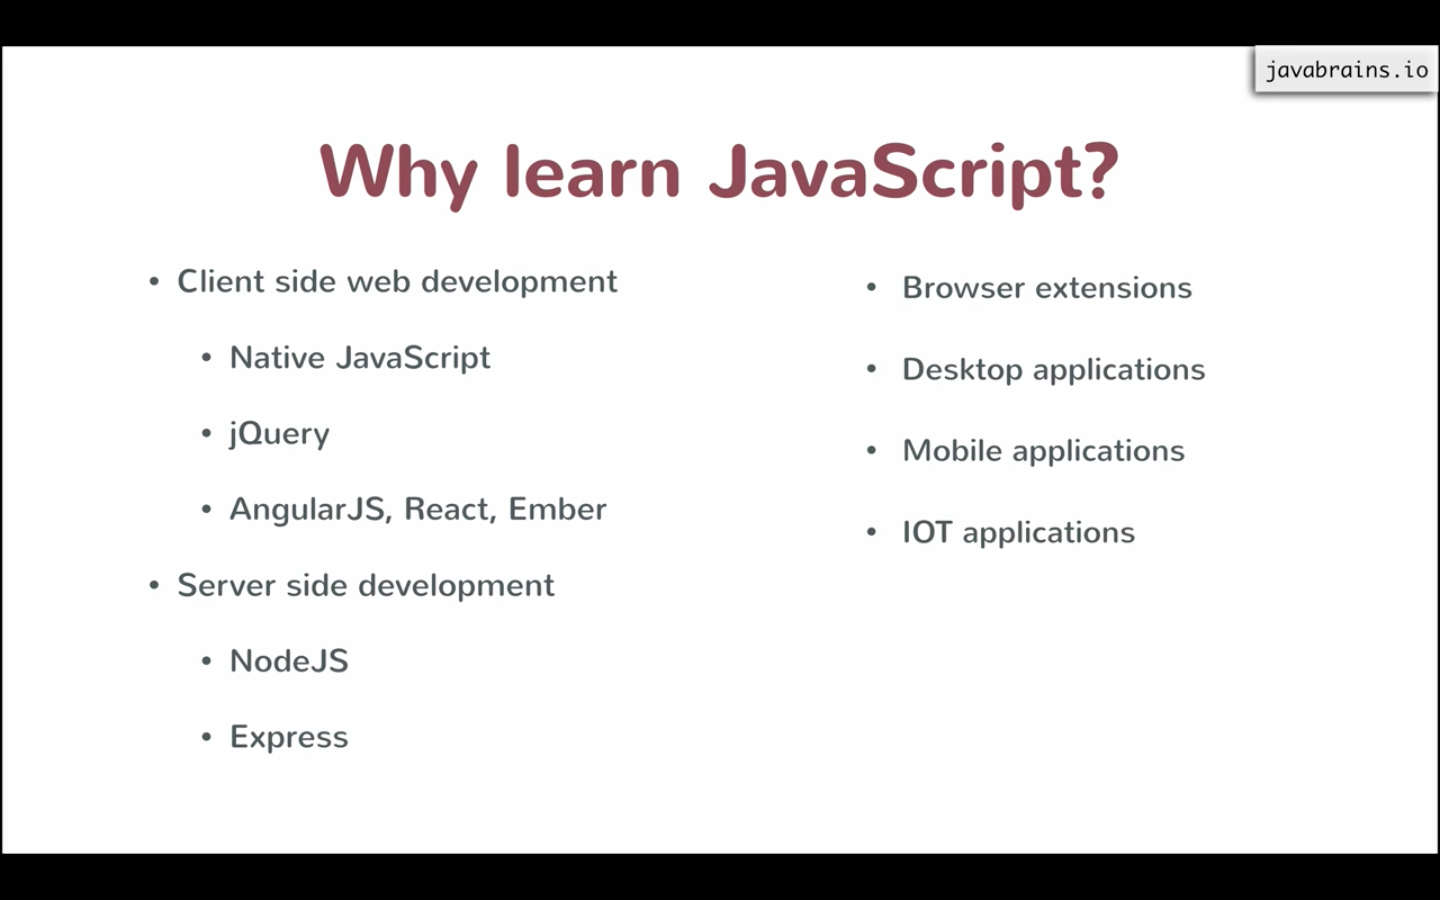 javabrains.io
Why learn JavaScript?
• Client side web development
• Native JavaScript
• jQuery
• AngularJS, React, Ember
• Server side development
• NodeJS
• Express
• Browser extensions
• Desktop applications
• Mobile applications
• IOT applications